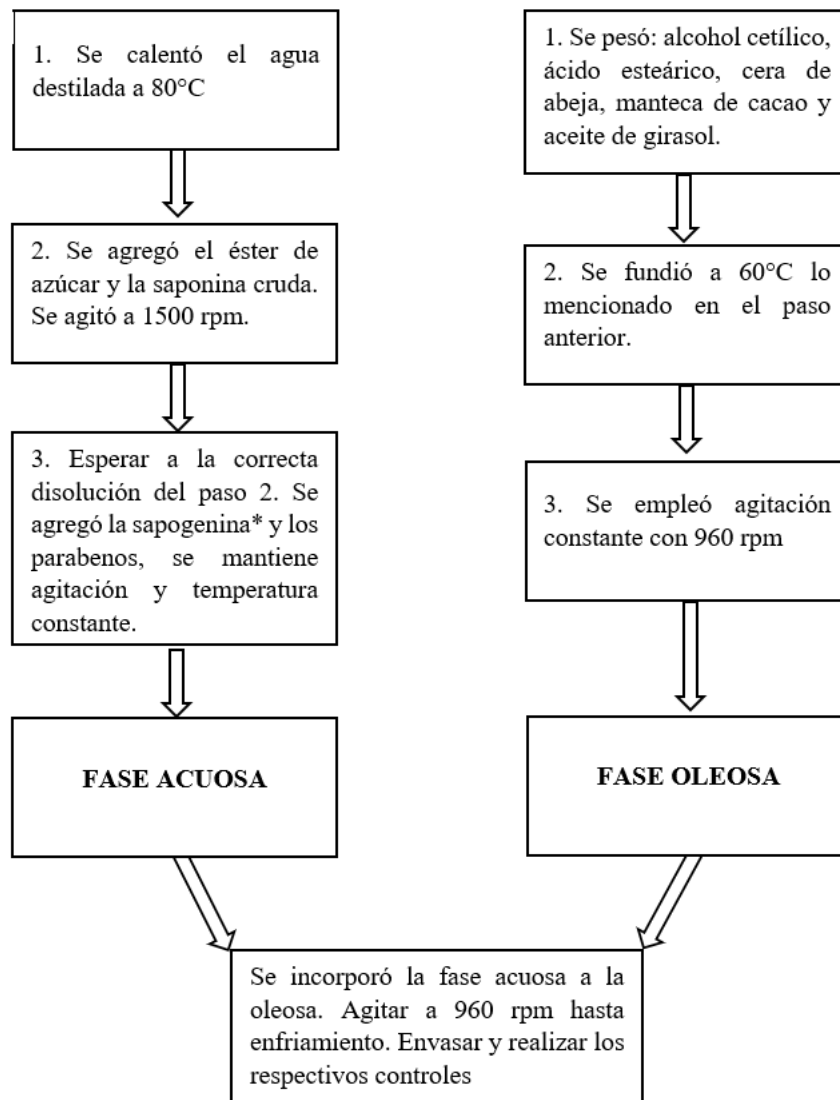 1. Se calentó el agua
destilada a 80°C
2. Se agregó el éster de
azúcar y la saponina cruda.
Se agitó a 1500 rpm.
3. Esperar a la correcta
disolución del paso 2. Se
agregó la sapogenina* y los
parabenos, se mantiene
agitación y temperatura
constante.
FASE ACUOSA
1. Se pesó: alcohol cetílico,
ácido esteárico, cera de
abeja, manteca de cacao y
aceite de girasol.
2. Se fundió a 60°C lo
mencionado en el paso
anterior.
3. Se empleó agitación
constante con 960 rpm
FASE OLEOSA
Se incorporó la fase acuosa a la
oleosa. Agitar a 960 rpm hasta
enfriamiento. Envasar y realizar los
respectivos controles